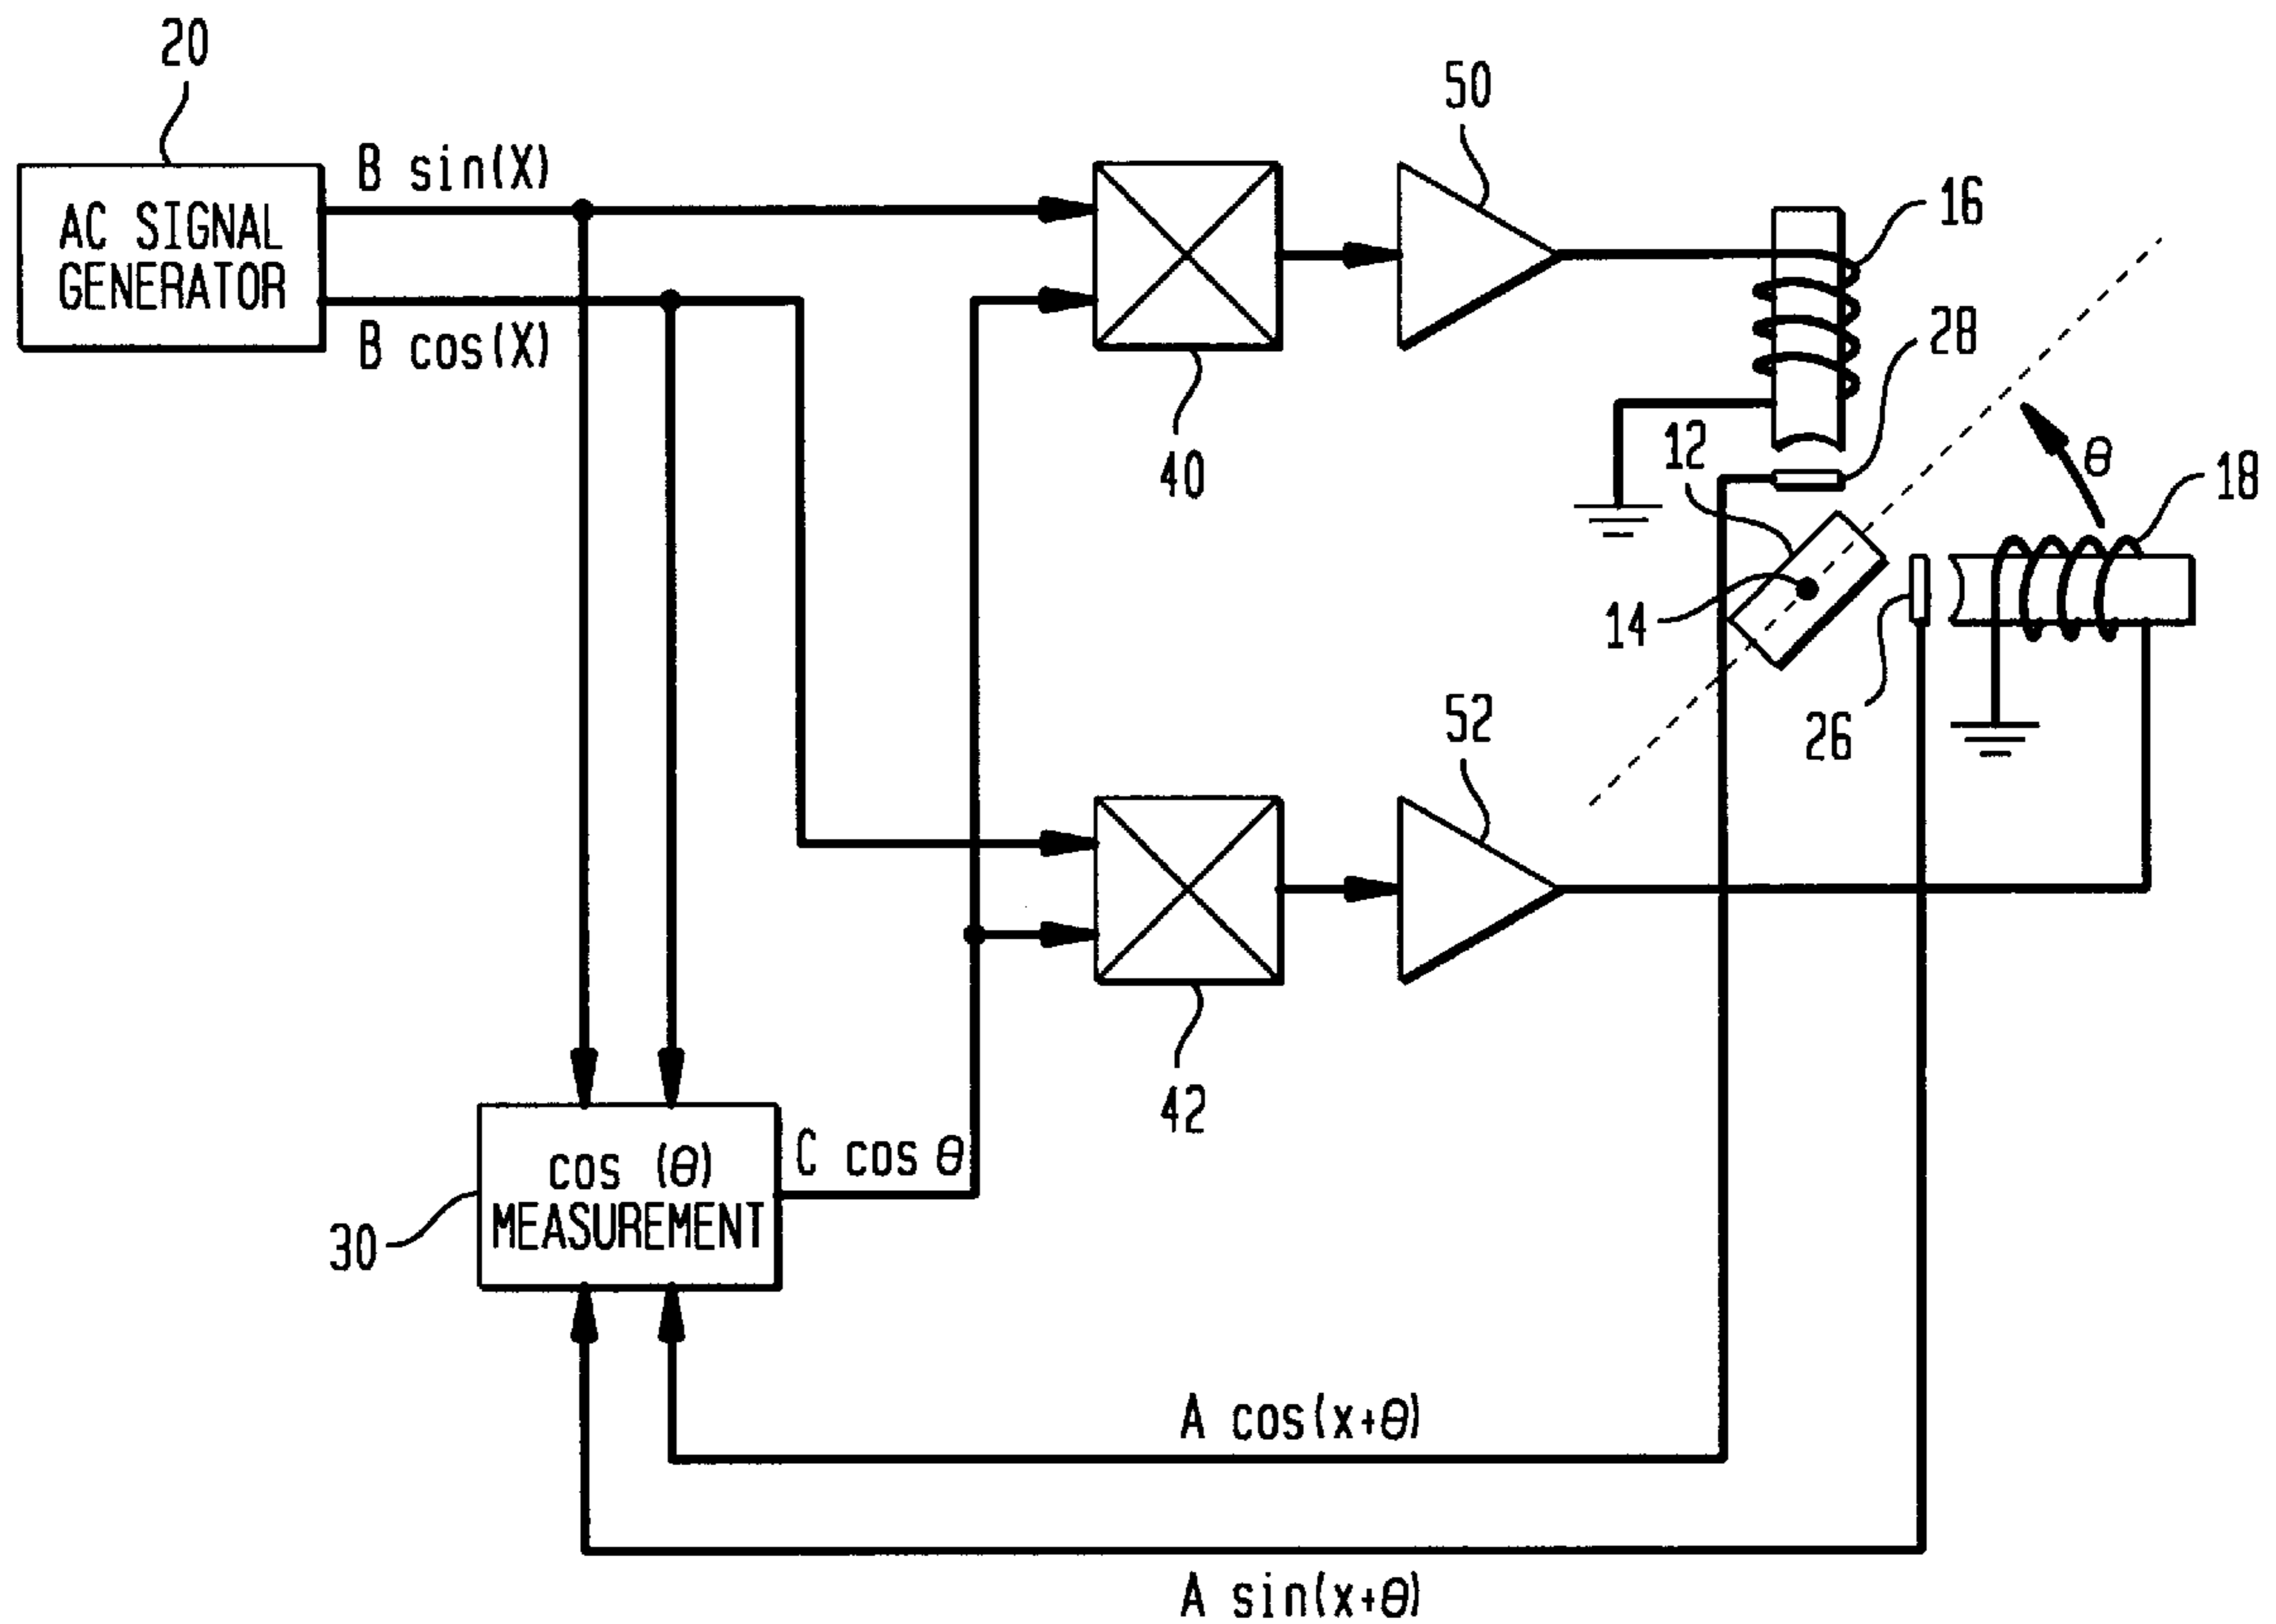 20
50
B sin(X)
16
AC SIGNAL
GENERATOR
B cos(X)
28
12
θ
40
18
14
52
26
42
cos (θ)
MEASUREMENT
C cos θ
30
A cos(x+θ)
A sin(x+θ)